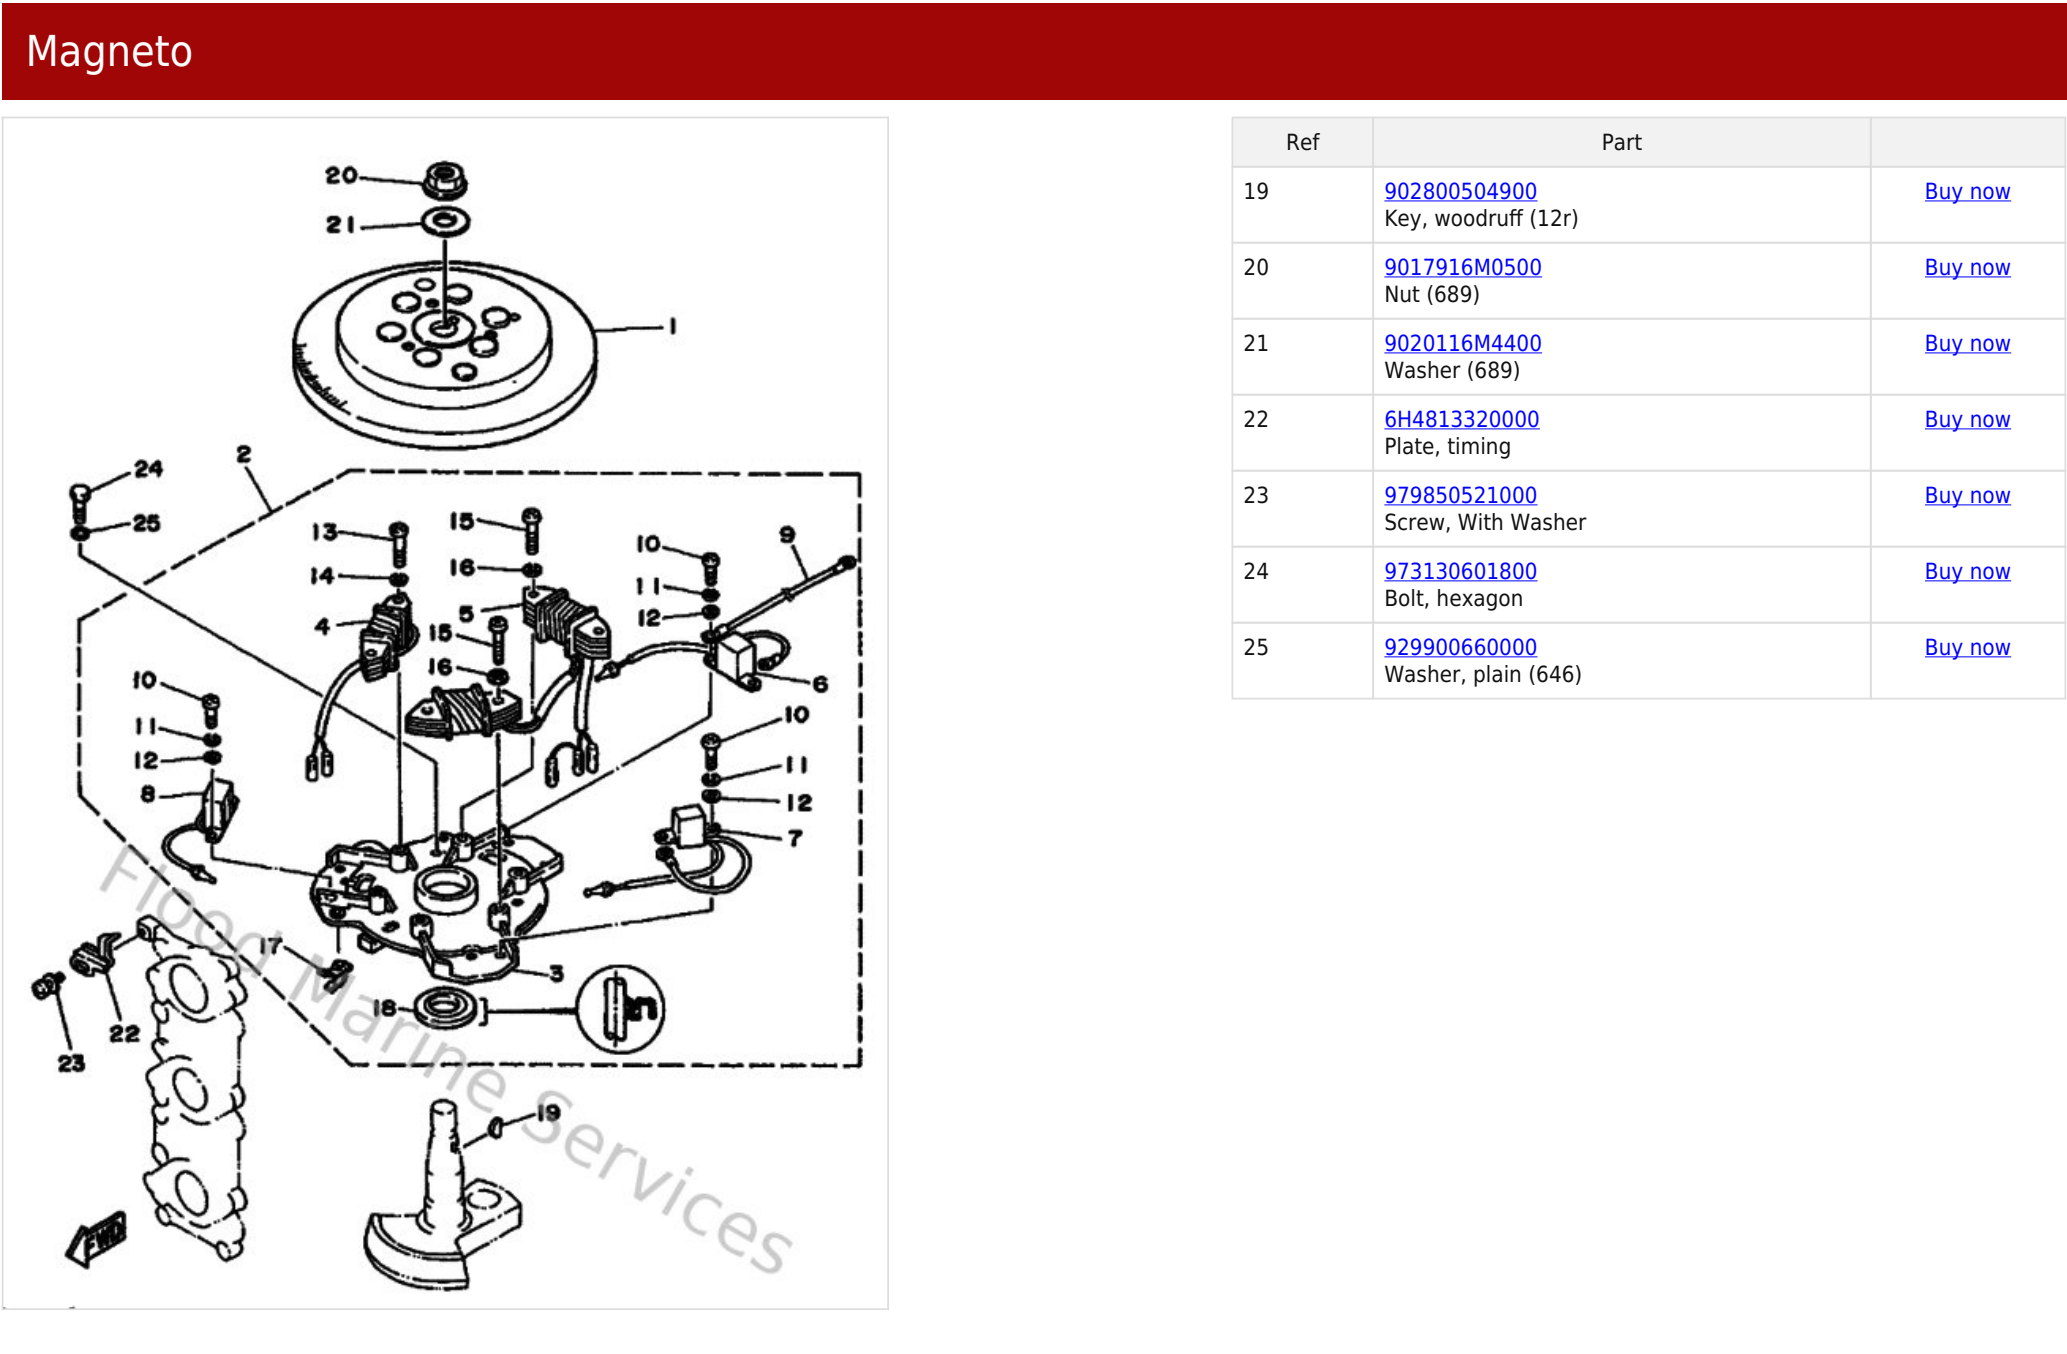 Magneto
20
21
1
2
24
25
13
15
10
9
14
16
11
5
12
4
15
16
6
10
10
11
11
12
12
8
7
17
3
18
22
23
19
FWD
Flood Marine Services
Ref Part
19 902800504900 Buy now
Key, woodruff (12r)
20 9017916M0500 Buy now
Nut (689)
21 9020116M4400 Buy now
Washer (689)
22 6H4813320000 Buy now
Plate, timing
23 979850521000 Buy now
Screw, With Washer
24 973130601800 Buy now
Bolt, hexagon
25 929900660000 Buy now
Washer, plain (646)